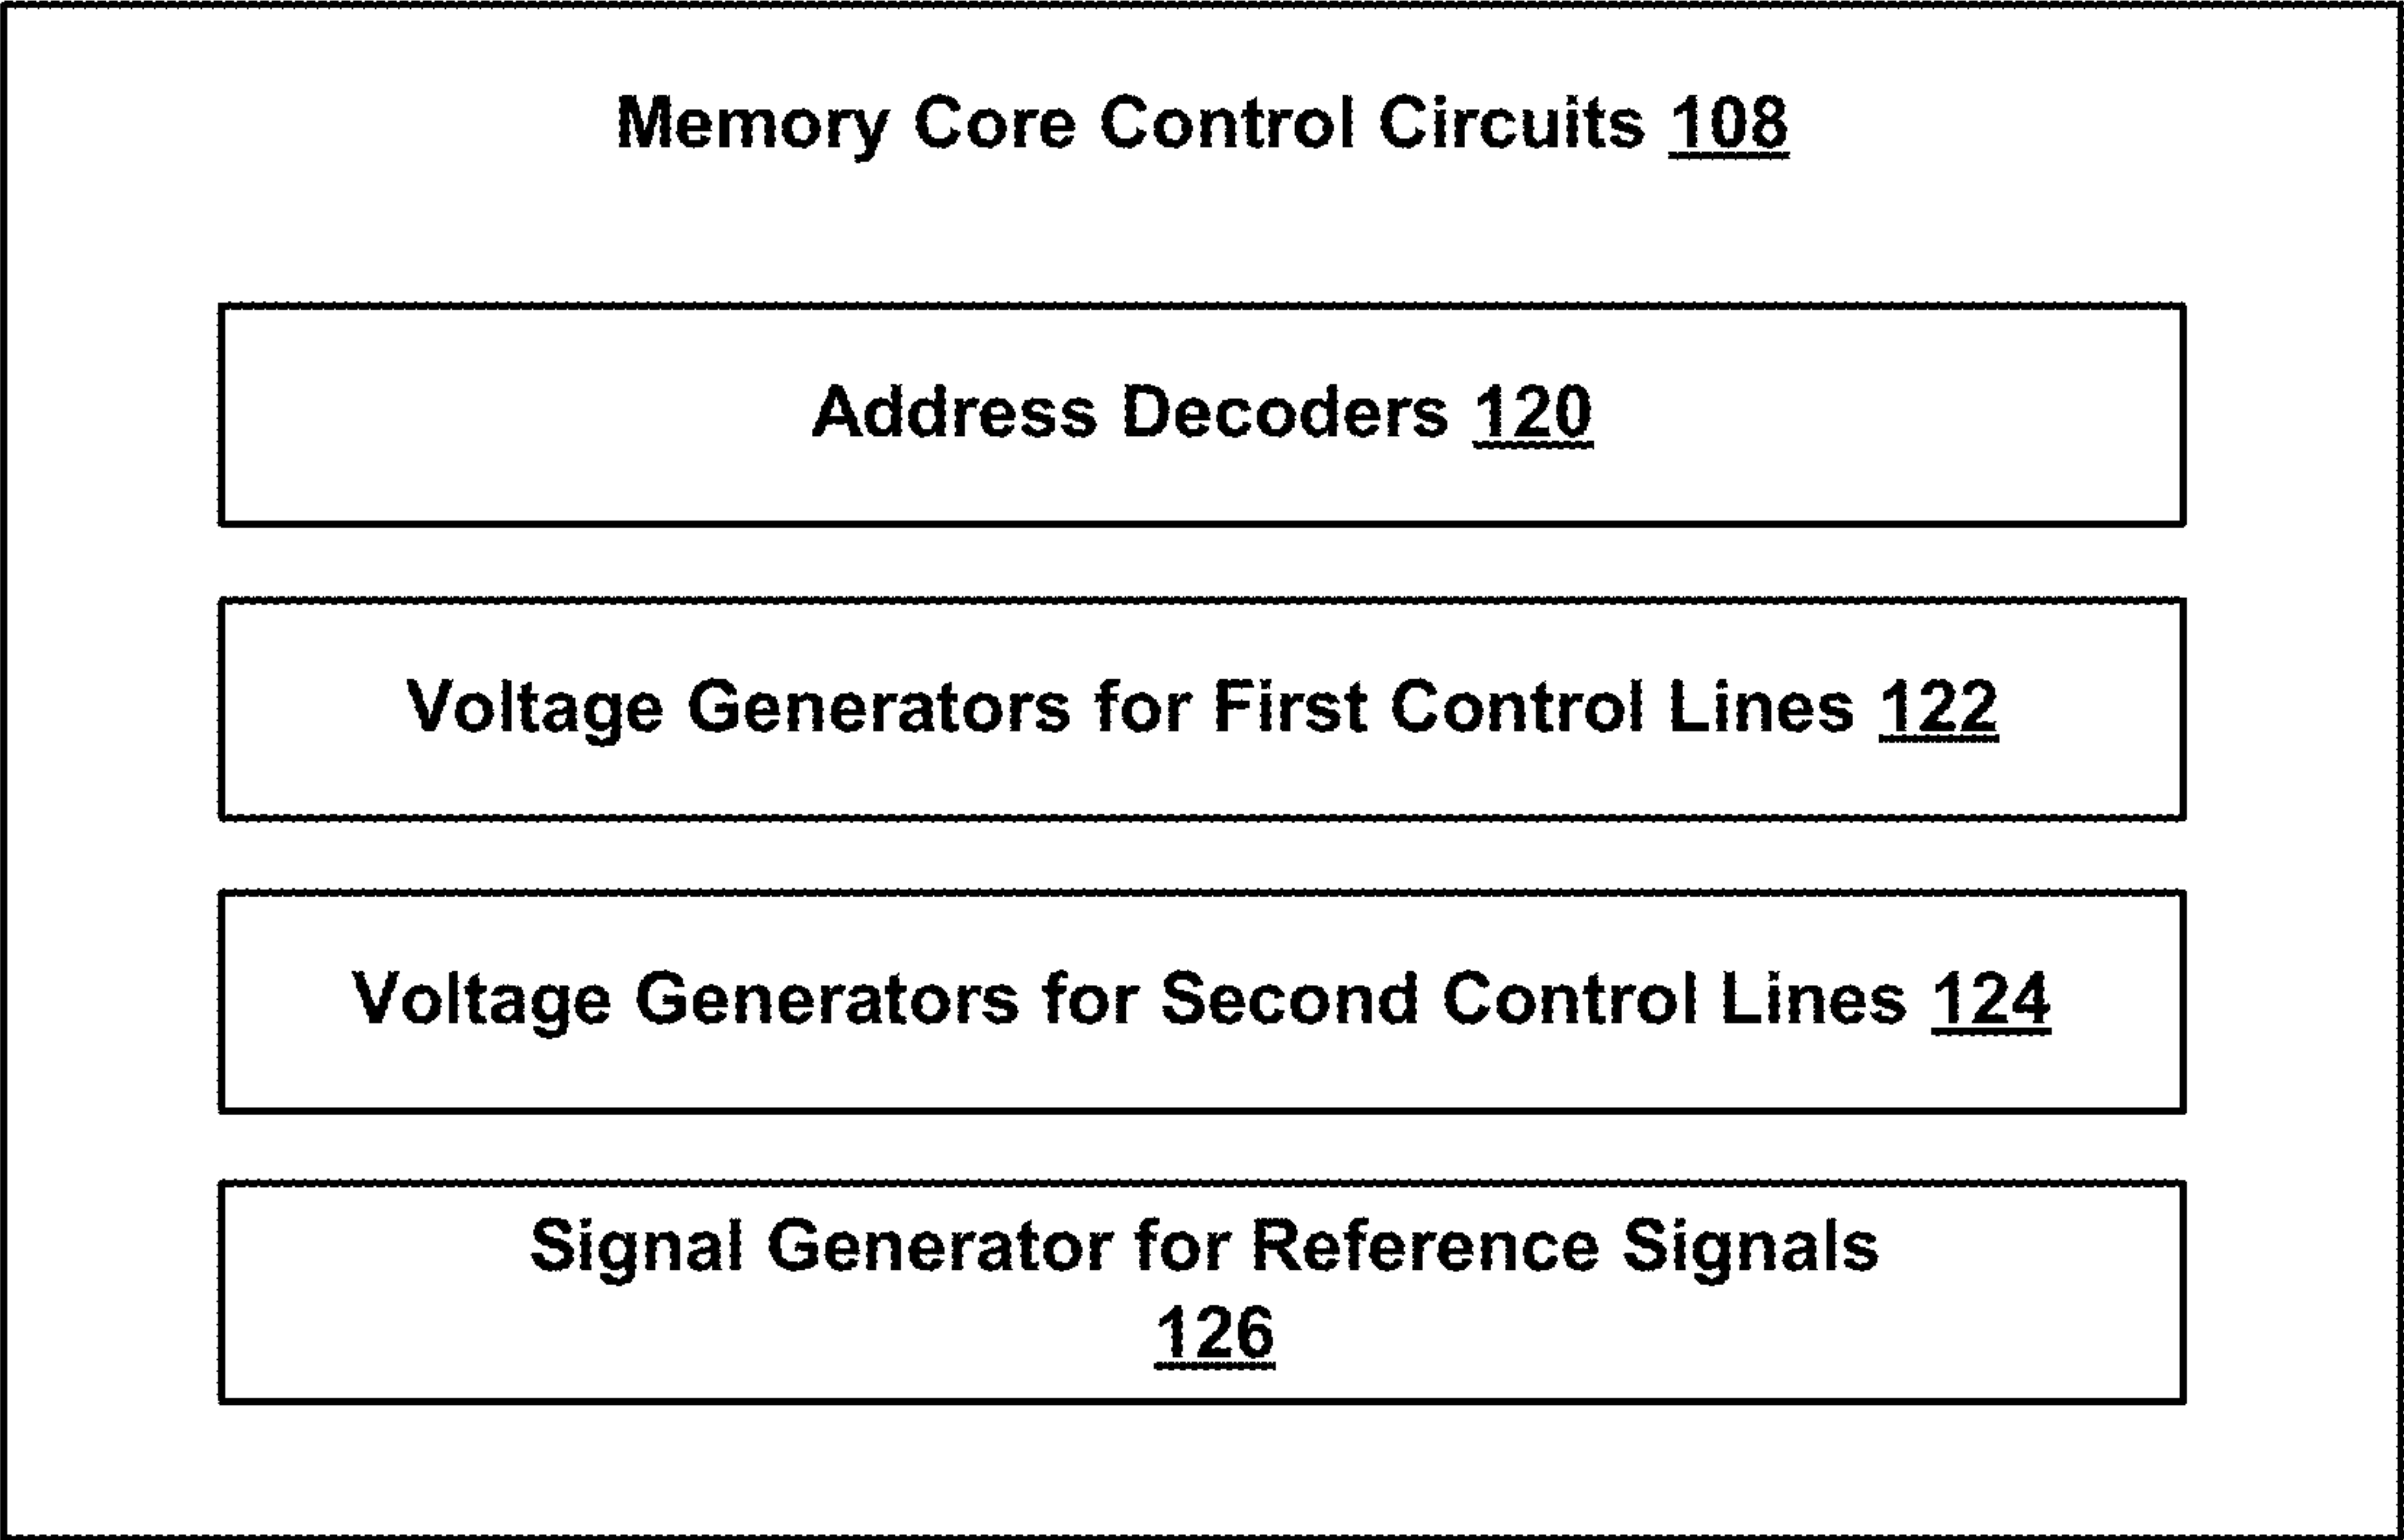 Memory Core Control Circuits 108
Address Decoders 120
Voltage Generators for First Control Lines 122
Voltage Generators for Second Control Lines 124
Signal Generator for Reference Signals
126